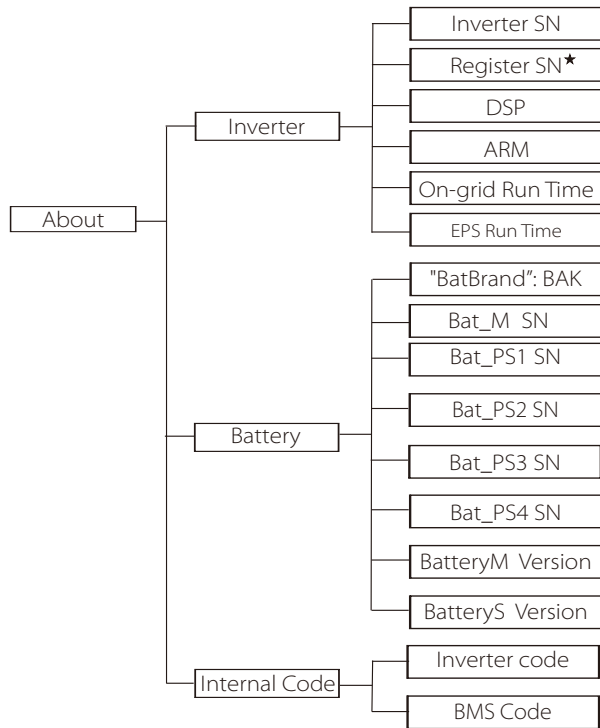 About
Inverter
Inverter SN
Register SN★
DSP
ARM
On-grid Run Time
EPS Run Time
Battery
"BatBrand”: BAK
Bat_M SN
Bat_PS1 SN
Bat_PS2 SN
Bat_PS3 SN
Bat_PS4 SN
BatteryM Version
BatteryS Version
Internal Code
Inverter code
BMS Code